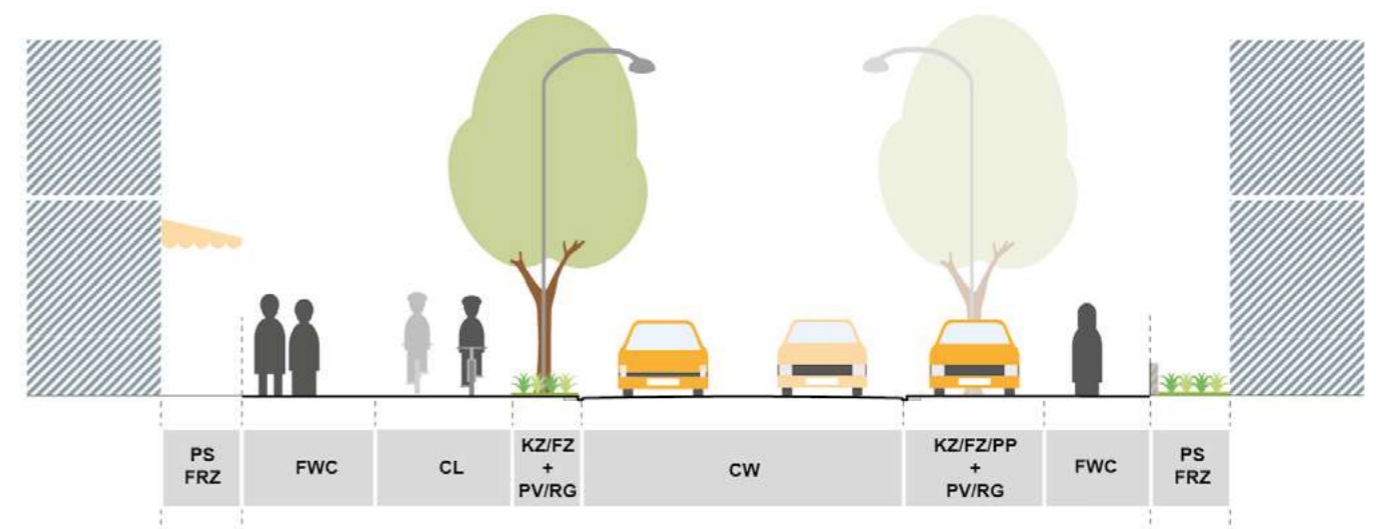 PS
FRZ
FWC
CL
KZ/FZ
+
PV/RG
CW
KZ/FZ/PP
+
PV/RG
FWC
PS
FRZ